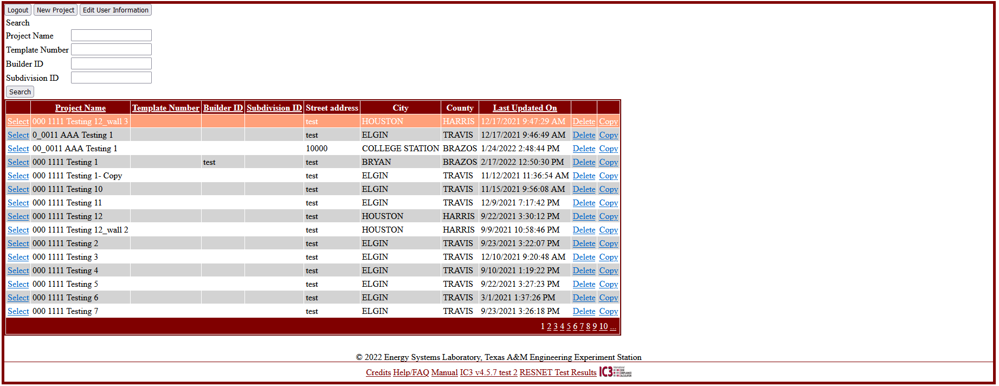 Logout New Project Edit User Information
Search
Project Name
Template Number
Builder ID
Subdivision ID
Search
Project Name Template Number Builder ID Subdivision ID Street address City County Last Updated On
Select 000 1111 Testing 12_wall 3 test HOUSTON HARRIS 12/17/2021 9:47:29 AM Delete Copy
Select 0_0011 AAA Testing 1 test ELGIN TRAVIS 12/17/2021 9:46:49 AM Delete Copy
Select 00_0011 AAA Testing 1 10000 COLLEGE STATION BRAZOS 1/24/2022 2:48:44 PM Delete Copy
Select 000 1111 Testing 1 test test BRYAN BRAZOS 2/17/2022 12:50:30 PM Delete Copy
Select 000 1111 Testing 1- Copy test ELGIN TRAVIS 11/12/2021 11:36:54 AM Delete Copy
Select 000 1111 Testing 10 test ELGIN TRAVIS 11/15/2021 9:56:08 AM Delete Copy
Select 000 1111 Testing 11 test ELGIN TRAVIS 12/9/2021 7:17:42 PM Delete Copy
Select 000 1111 Testing 12 test HOUSTON HARRIS 9/22/2021 3:30:12 PM Delete Copy
Select 000 1111 Testing 12_wall 2 test HOUSTON HARRIS 9/9/2021 10:58:46 PM Delete Copy
Select 000 1111 Testing 2 test ELGIN TRAVIS 9/23/2021 3:22:07 PM Delete Copy
Select 000 1111 Testing 3 test ELGIN TRAVIS 12/10/2021 9:20:48 AM Delete Copy
Select 000 1111 Testing 4 test ELGIN TRAVIS 9/10/2021 1:19:22 PM Delete Copy
Select 000 1111 Testing 5 test ELGIN TRAVIS 9/22/2021 3:27:23 PM Delete Copy
Select 000 1111 Testing 6 test ELGIN TRAVIS 3/1/2021 1:37:26 PM Delete Copy
Select 000 1111 Testing 7 test ELGIN TRAVIS 9/23/2021 3:26:18 PM Delete Copy
1 2 3 4 5 6 7 8 9 10 ...
© 2022 Energy Systems Laboratory, Texas A&M Engineering Experiment Station
Credits Help/FAQ Manual IC3 v4.5.7 test 2 RESNET Test Results IC3 International CODE COMPLIANCE CALCULATOR